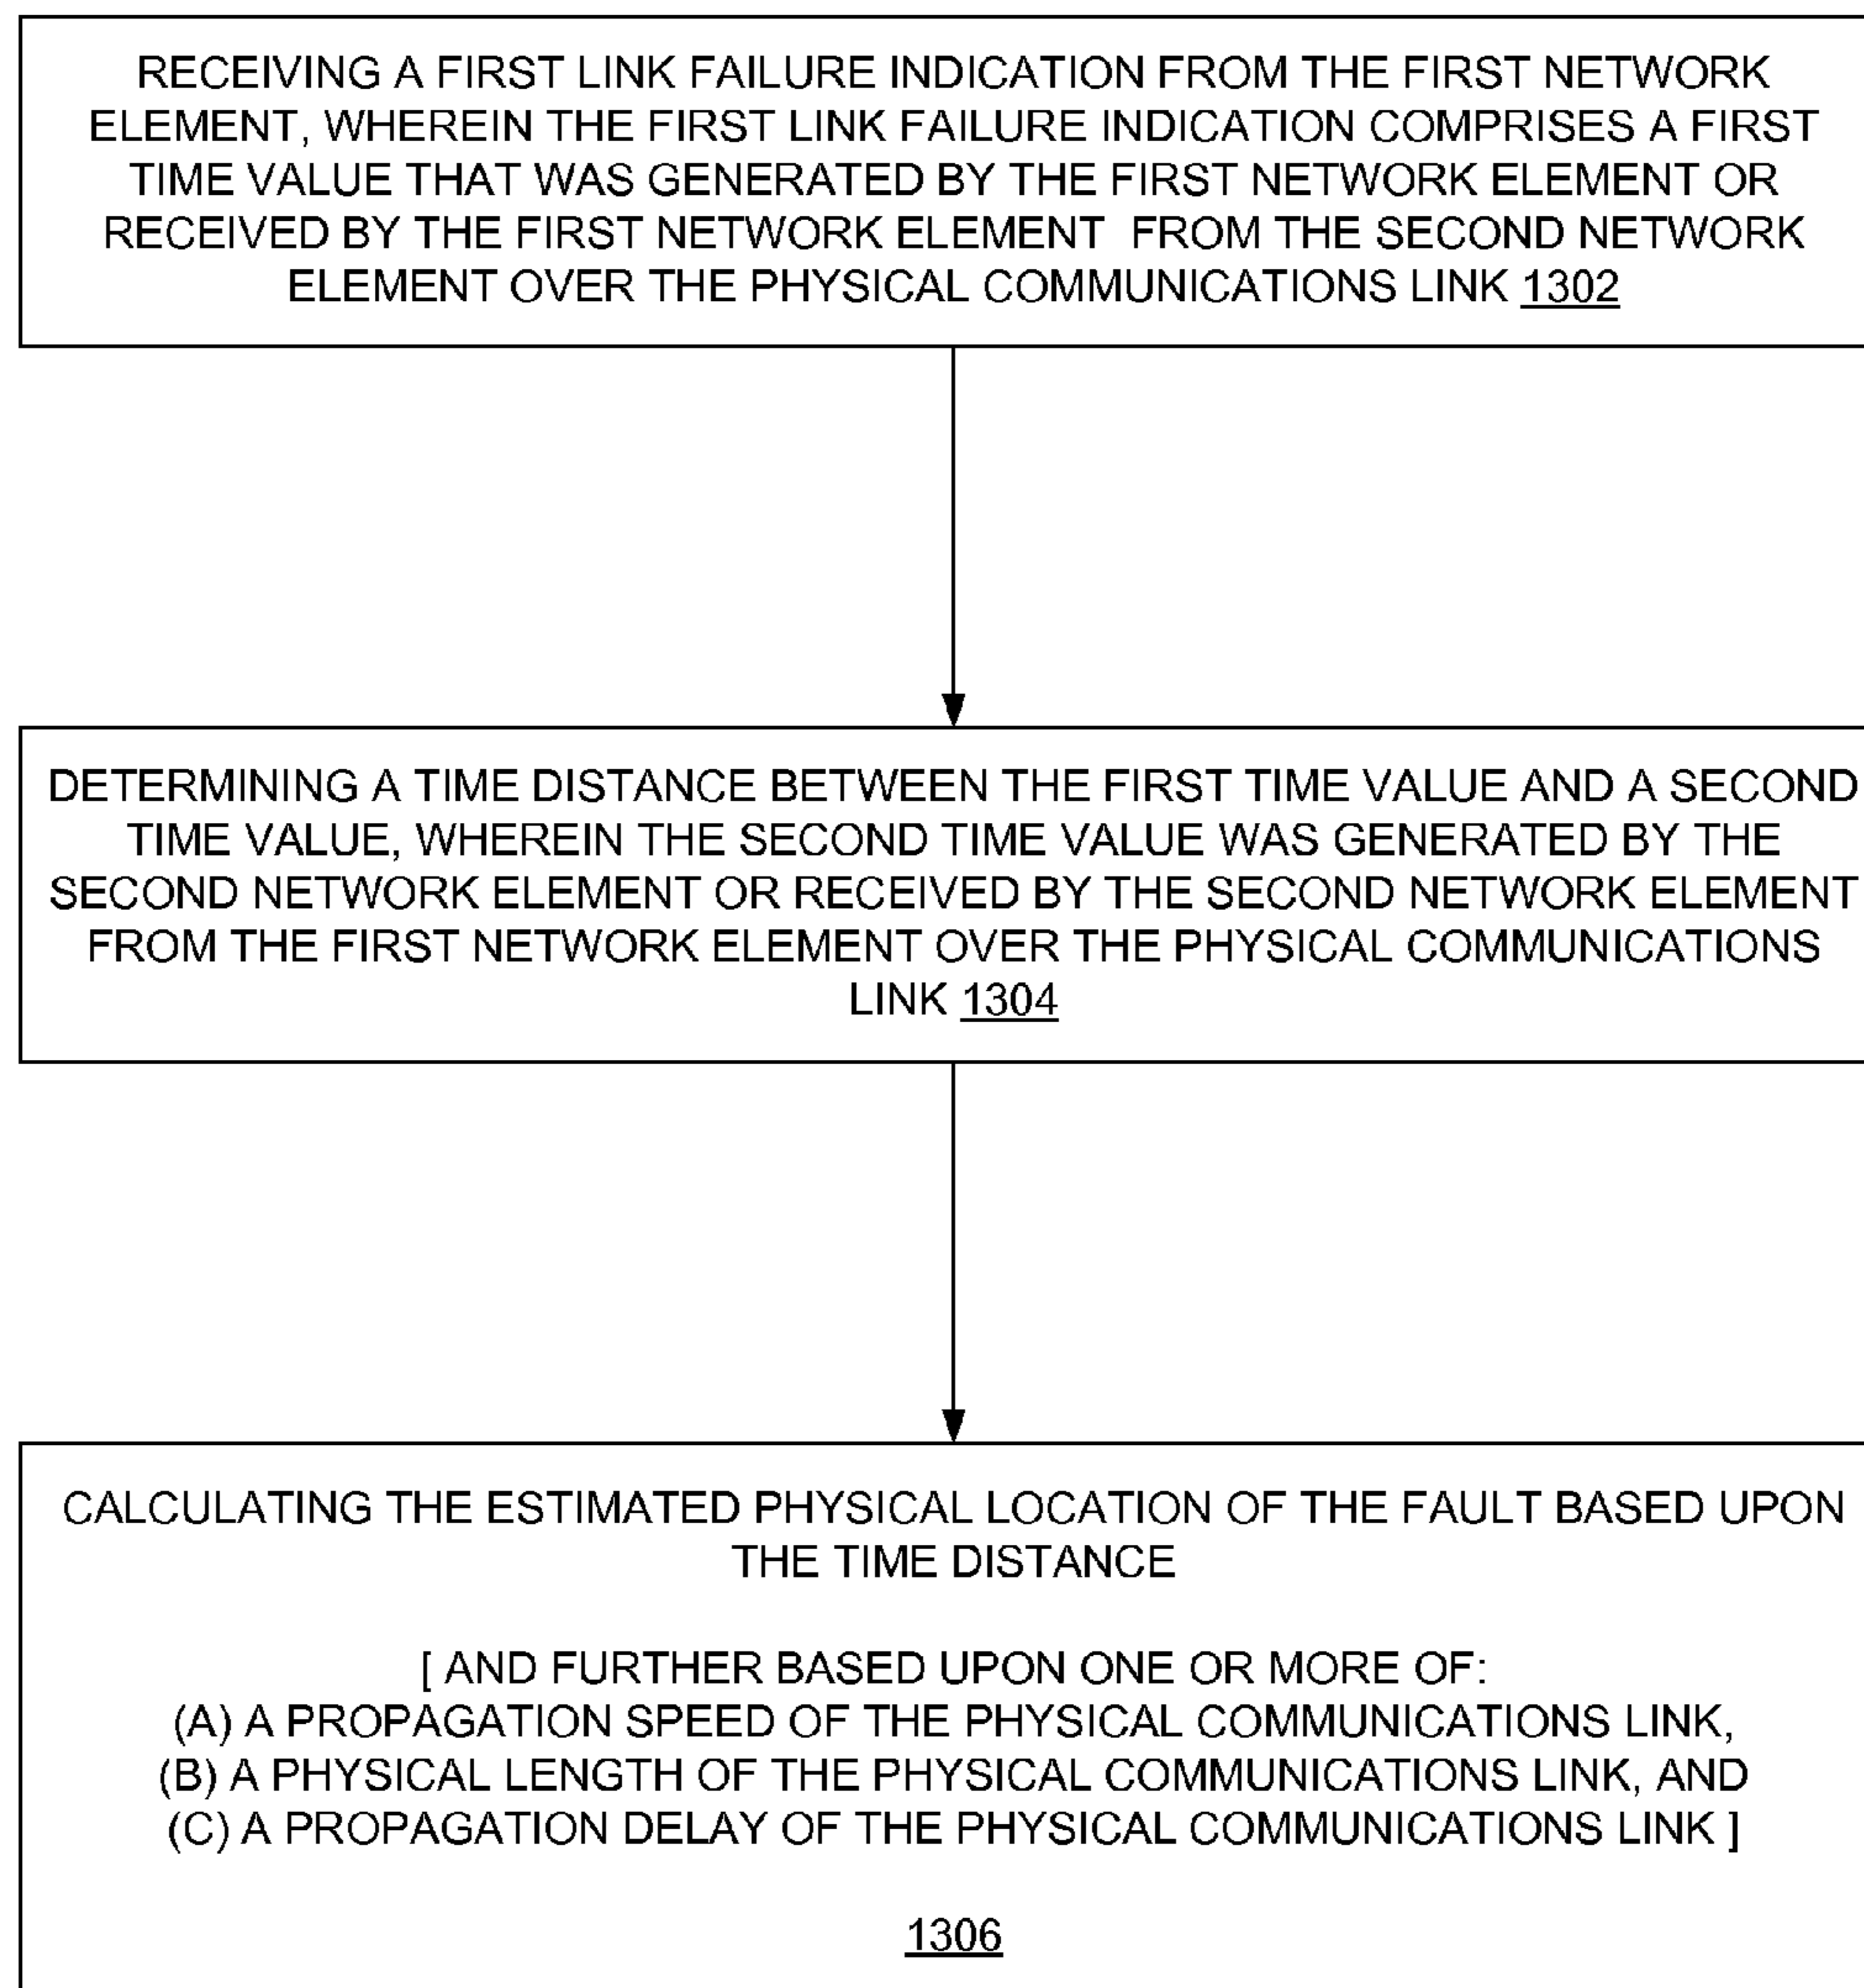 RECEIVING A FIRST LINK FAILURE INDICATION FROM THE FIRST NETWORK
ELEMENT, WHEREIN THE FIRST LINK FAILURE INDICATION COMPRISES A FIRST
TIME VALUE THAT WAS GENERATED BY THE FIRST NETWORK ELEMENT OR
RECEIVED BY THE FIRST NETWORK ELEMENT FROM THE SECOND NETWORK
ELEMENT OVER THE PHYSICAL COMMUNICATIONS LINK 1302
DETERMINING A TIME DISTANCE BETWEEN THE FIRST TIME VALUE AND A SECOND
TIME VALUE, WHEREIN THE SECOND TIME VALUE WAS GENERATED BY THE
SECOND NETWORK ELEMENT OR RECEIVED BY THE SECOND NETWORK ELEMENT
FROM THE FIRST NETWORK ELEMENT OVER THE PHYSICAL COMMUNICATIONS
LINK 1304
CALCULATING THE ESTIMATED PHYSICAL LOCATION OF THE FAULT BASED UPON
THE TIME DISTANCE
[ AND FURTHER BASED UPON ONE OR MORE OF:
(A) A PROPAGATION SPEED OF THE PHYSICAL COMMUNICATIONS LINK,
(B) A PHYSICAL LENGTH OF THE PHYSICAL COMMUNICATIONS LINK, AND
(C) A PROPAGATION DELAY OF THE PHYSICAL COMMUNICATIONS LINK ]
1306